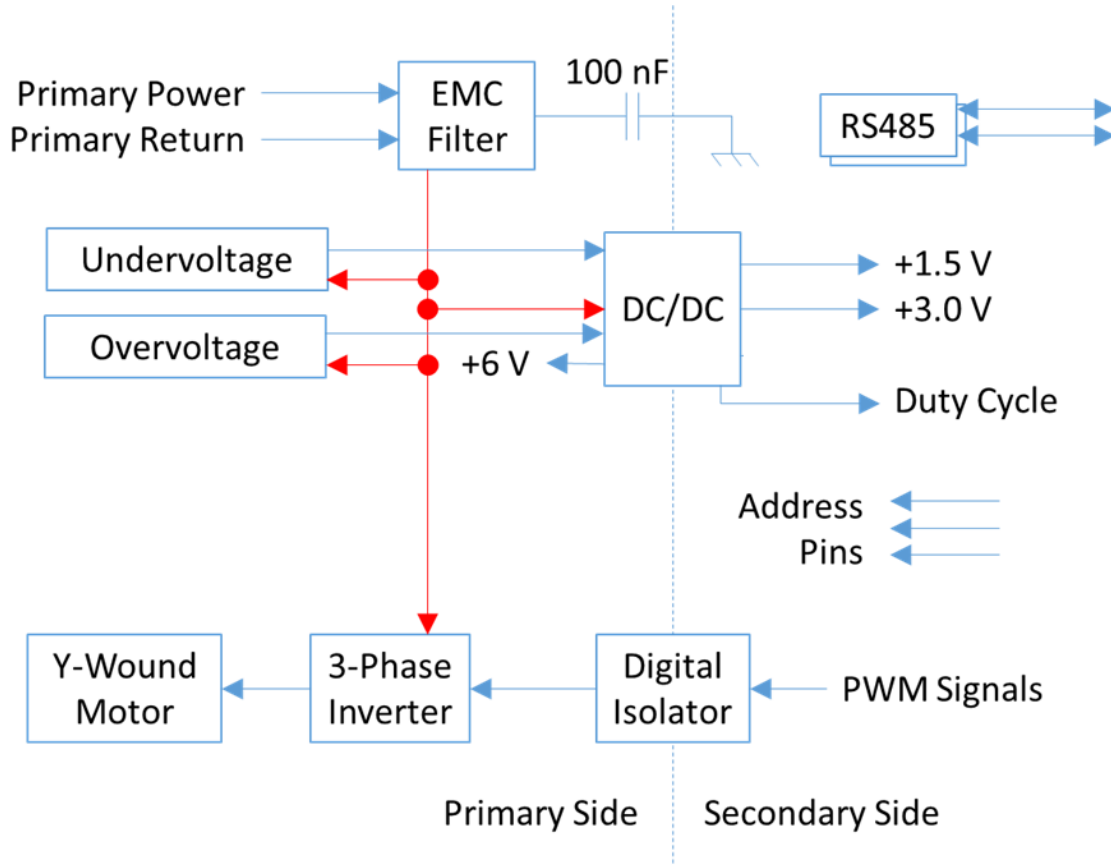 100 nF
Primary Power
Primary Return
EMC
Filter
RS485
Undervoltage
Overvoltage
+6 V
DC/DC
+1.5 V
+3.0 V
Duty Cycle
Address
Pins
Y-Wound
Motor
3-Phase
Inverter
Digital
Isolator
PWM Signals
Primary Side
Secondary Side